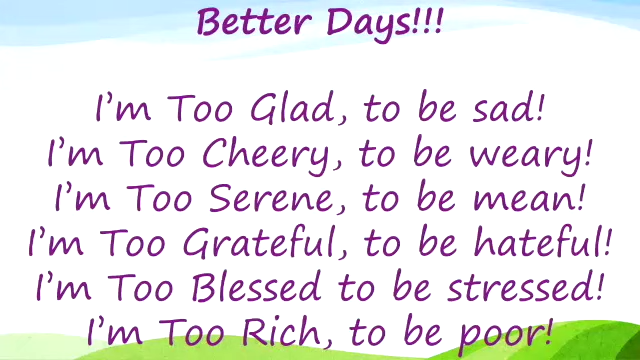 Better Days!!!
I'm Too Glad, to be sad!
I'm Too Cheery, to be weary!
I'm Too Serene, to be mean!
I'm Too Grateful, to be hateful!
I'm Too Blessed to be stressed!
I'm Too Rich, to be poor!